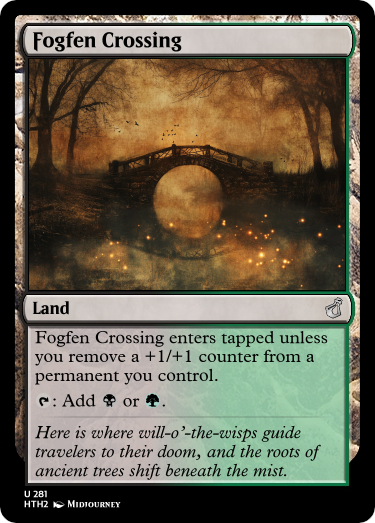 Fogfen Crossing
Land
Fogfen Crossing enters tapped unless
you remove a +1/+1 counter from a
permanent you control.
: Add or .
Here is where will-o'-the-wisps guide
travelers to their doom, and the roots of
ancient trees shift beneath the mist.
U 281
HTH2 Midjourney